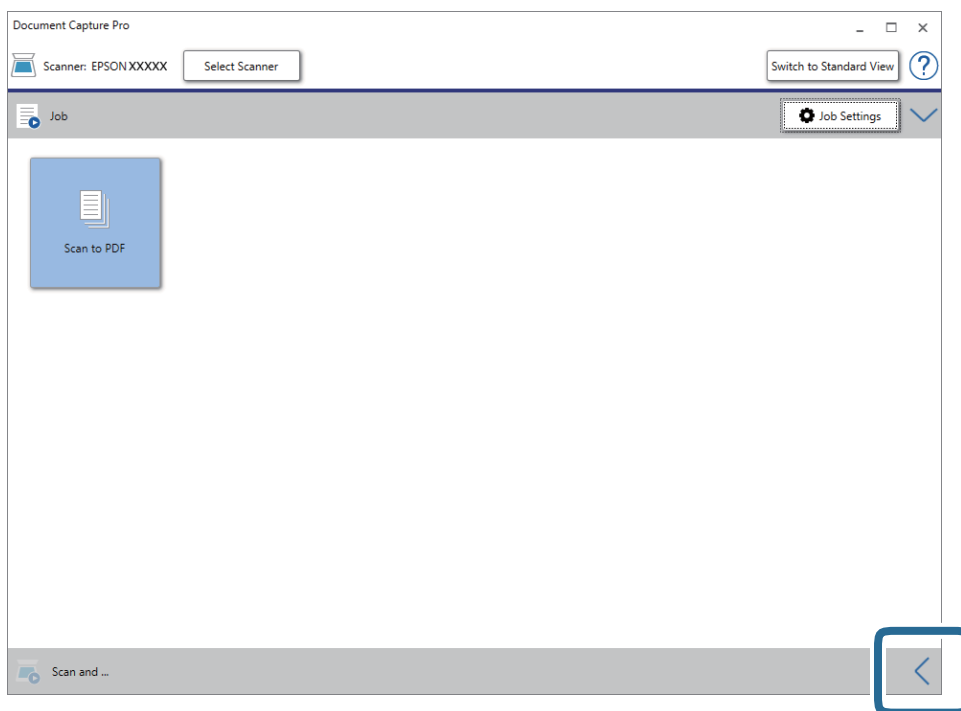 Document Capture Pro
Scanner: EPSON XXXXX Select Scanner Switch to Standard View ?
Job Job Settings
Scan to PDF
Scan and ...